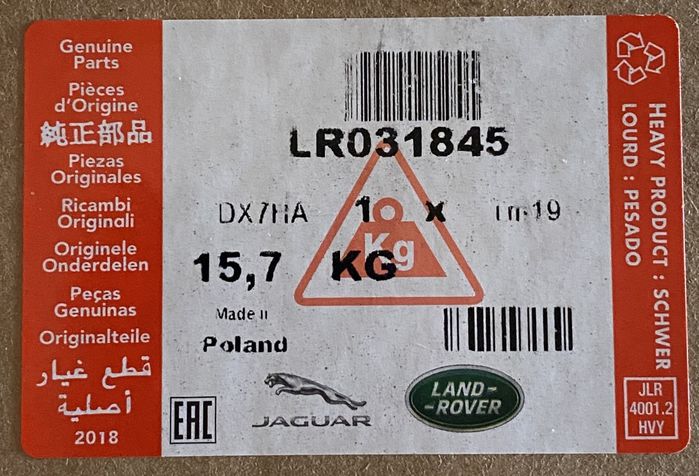 Genuine
Parts
Pièces
d'Origine
純正部品
Piezas
Originales
Ricambi
Originali
Originele
Onderdelen
Peças
Genuinas
Originalteile
قطع غيار
أصلية
2018
LR031845
DX7HA 1 x
15,7 KG
Kg
Made
Poland
EAC
JAGUAR
LAND-
-ROVER
HEAVY PRODUCT : SCHWER
LOURD : PESADO
JLR
4001.2
HVY